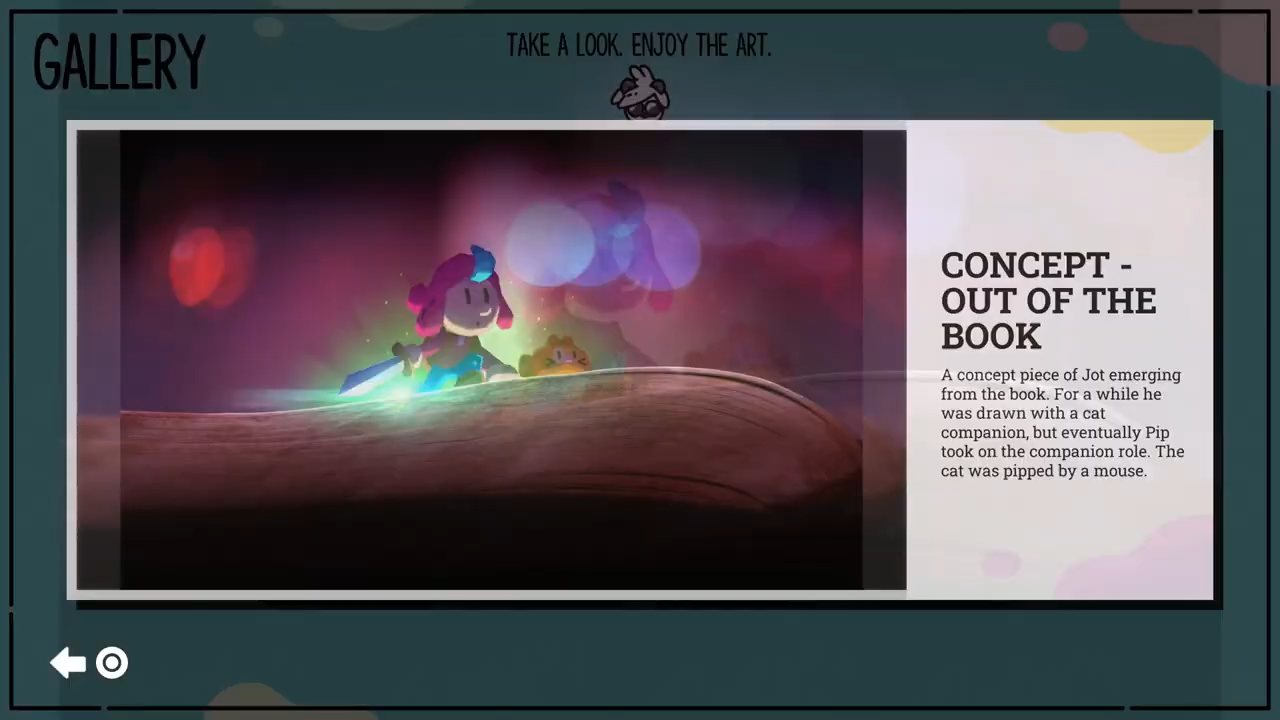 GALLERY
TAKE A LOOK. ENJOY THE ART.
CONCEPT -
OUT OF THE
BOOK
A concept piece of Jot emerging
from the book. For a while he
was drawn with a cat
companion, but eventually Pip
took on the companion role. The
cat was pipped by a mouse.